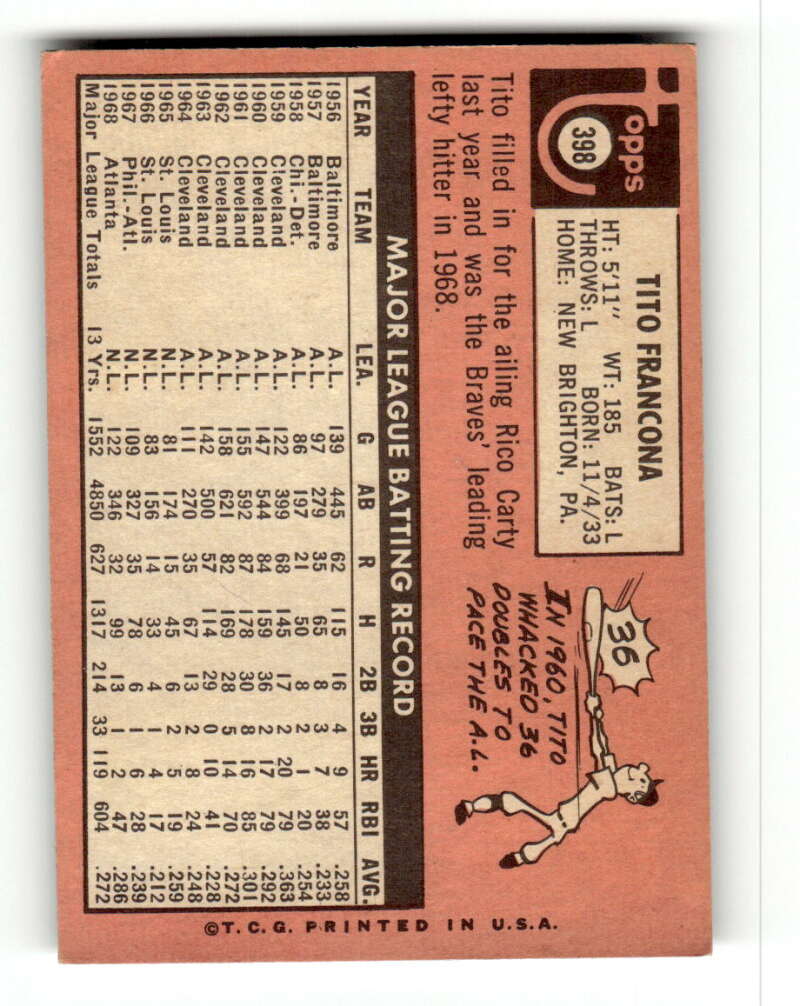 Topps
398
TITO FRANCONA
HT: 5'11" WT: 185 BATS: L
THROWS: L BORN: 11/4/33
HOME: NEW BRIGHTON, PA.
Tito filled in for the ailing Rico Carty
last year and was the Braves' leading
lefty hitter in 1968.
36
IN 1960, TITO
WHACKED 36
DOUBLES TO
PACE THE A.L.
MAJOR LEAGUE BATTING RECORD
YEAR TEAM LEA. G AB R H 2B 3B HR RBI AVG.
1956 Baltimore A.L. 139 445 62 115 16 4 9 57 .258
1957 Baltimore A.L. 97 279 35 65 8 3 7 38 .233
1958 Chi.-Det. A.L. 86 197 21 50 8 2 1 20 .254
1959 Cleveland A.L. 122 399 68 145 17 2 20 79 .363
1960 Cleveland A.L. 147 544 84 159 36 2 17 79 .292
1961 Cleveland A.L. 155 592 87 178 30 8 16 85 .301
1962 Cleveland A.L. 158 621 82 169 28 5 14 70 .272
1963 Cleveland A.L. 142 500 57 114 29 0 10 41 .228
1964 Cleveland A.L. 111 270 35 67 13 2 8 24 .248
1965 St. Louis N.L. 81 174 15 45 6 2 5 19 .259
1966 St. Louis N.L. 83 156 14 33 4 1 4 17 .212
1967 Phil.-Atl. N.L. 109 327 35 78 6 1 6 28 .239
1968 Atlanta N.L. 122 346 32 99 13 1 2 47 .286
Major League Totals 13 Yrs. 1552 4850 627 1317 214 33 119 604 .272
©T.C.G. PRINTED IN U.S.A.